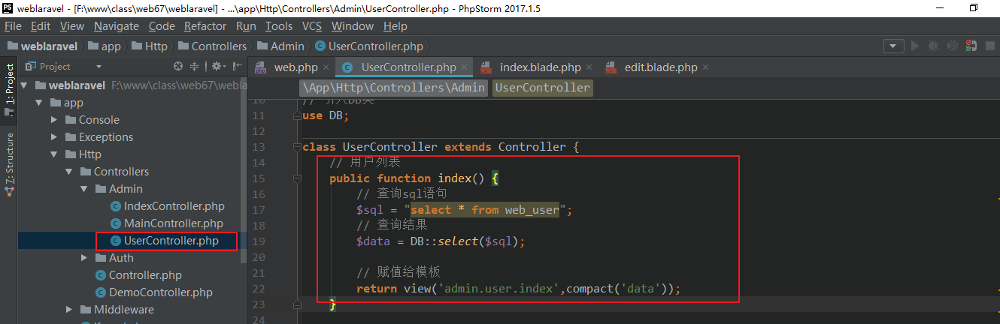 PS weblaravel - [F:\www\class\web67\weblaravel] - ...\app\Http\Controllers\Admin\UserController.php - PhpStorm 2017.1.5
File Edit View Navigate Code Refactor Run Tools VCS Window Help
weblaravel app Http Controllers Admin UserController.php
Project
web.php UserController.php index.blade.php edit.blade.php
1: Project
7: Structure
weblaravel F:\www\class\web67\webla
app
Console
Exceptions
Http
Controllers
Admin
IndexController.php
MainController.php
UserController.php
Auth
Controller.php
DemoController.php
Middleware
\App\Http\Controllers\Admin UserController
10 // 引入DB类
11 use DB;
12
13 class UserController extends Controller {
14 // 用户列表
15 public function index() {
16 // 查询sql语句
17 $sql = "select * from web_user";
18 // 查询结果
19 $data = DB::select($sql);
20
21 // 赋值给模板
22 return view('admin.user.index',compact('data'));
23 }
24